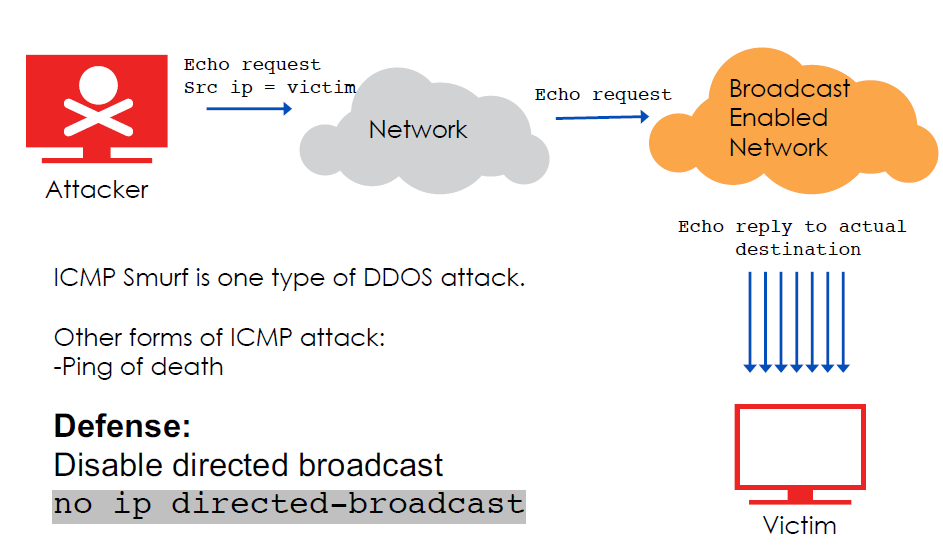 Echo request
Src ip = victim
Attacker
Network
Echo request
Broadcast
Enabled
Network
Echo reply to actual
destination
ICMP Smurf is one type of DDOS attack.
Other forms of ICMP attack:
-Ping of death
Defense:
Disable directed broadcast
no ip directed-broadcast
Victim